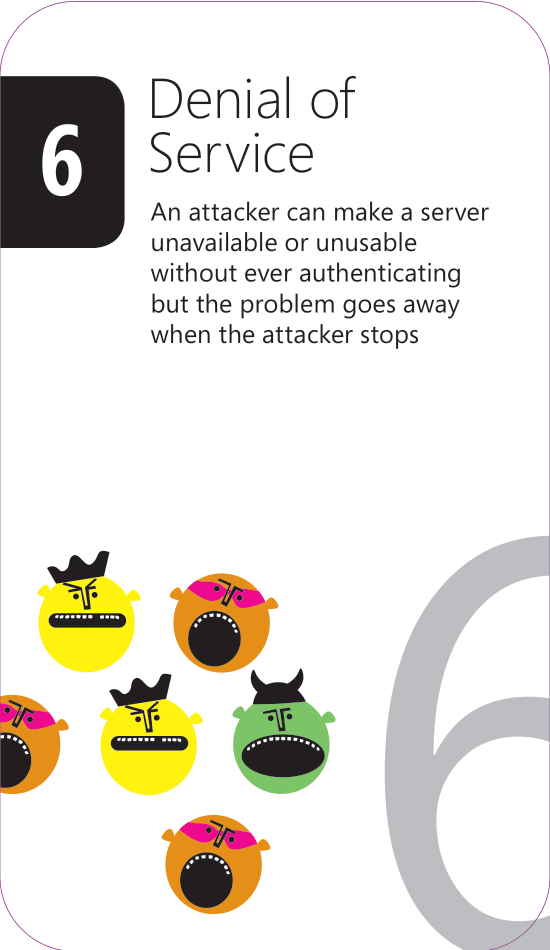 6
Denial of
Service
An attacker can make a server
unavailable or unusable
without ever authenticating
but the problem goes away
when the attacker stops
6